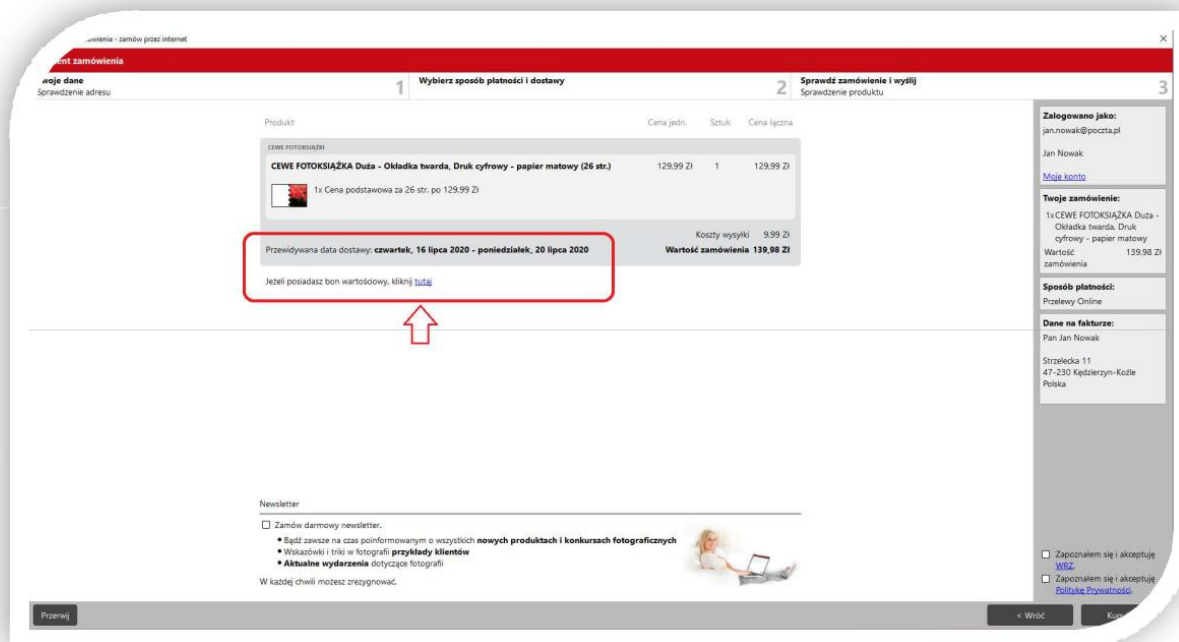 - zamów przez internet
zamówienia
Sprawdzenie adresu
1
Wybierz sposób płatności i dostawy
2
Sprawdź zamówienie i wyślij
Sprawdzenie produktu
3
Produkt Cena jedn. Sztuk Cena łączna
CEWE FOTOKSIĄŻKI
CEWE FOTOKSIĄŻKA Duża - Okładka twarda, Druk cyfrowy - papier matowy (26 str.) 129,99 Zł 1 129,99 Zł
1x Cena podstawowa za 26 str. po 129.99 Zł
Koszty wysyłki 9.99 Zł
Przewidywana data dostawy: czwartek, 16 lipca 2020 - poniedziałek, 20 lipca 2020 Wartość zamówienia 139,98 Zł
Jeżeli posiadasz bon wartościowy, kliknij tutaj
Zalogowano jako:
jan.nowak@poczta.pl
Jan Nowak
Moje konto
Twoje zamówienie:
1x CEWE FOTOKSIĄŻKA Duża -
Okładka twarda, Druk
cyfrowy - papier matowy
Wartość 139,98 Zł
zamówienia
Sposób płatności:
Przelewy Online
Dane na fakturze:
Pan Jan Nowak
Strzelecka 11
47-230 Kędzierzyn-Koźle
Polska
Newsletter
Zamów darmowy newsletter.
• Bądź zawsze na czas poinformowanym o wszystkich nowych produktach i konkursach fotograficznych
• Wskazówki i triki w fotografii przykłady klientów
• Aktualne wydarzenia dotyczące fotografii
W każdej chwili możesz zrezygnować.
Zapoznałem się i akceptuję
WRZ.
Zapoznałem się i akceptuję
Politykę Prywatności.
Przerwij
< Wróć